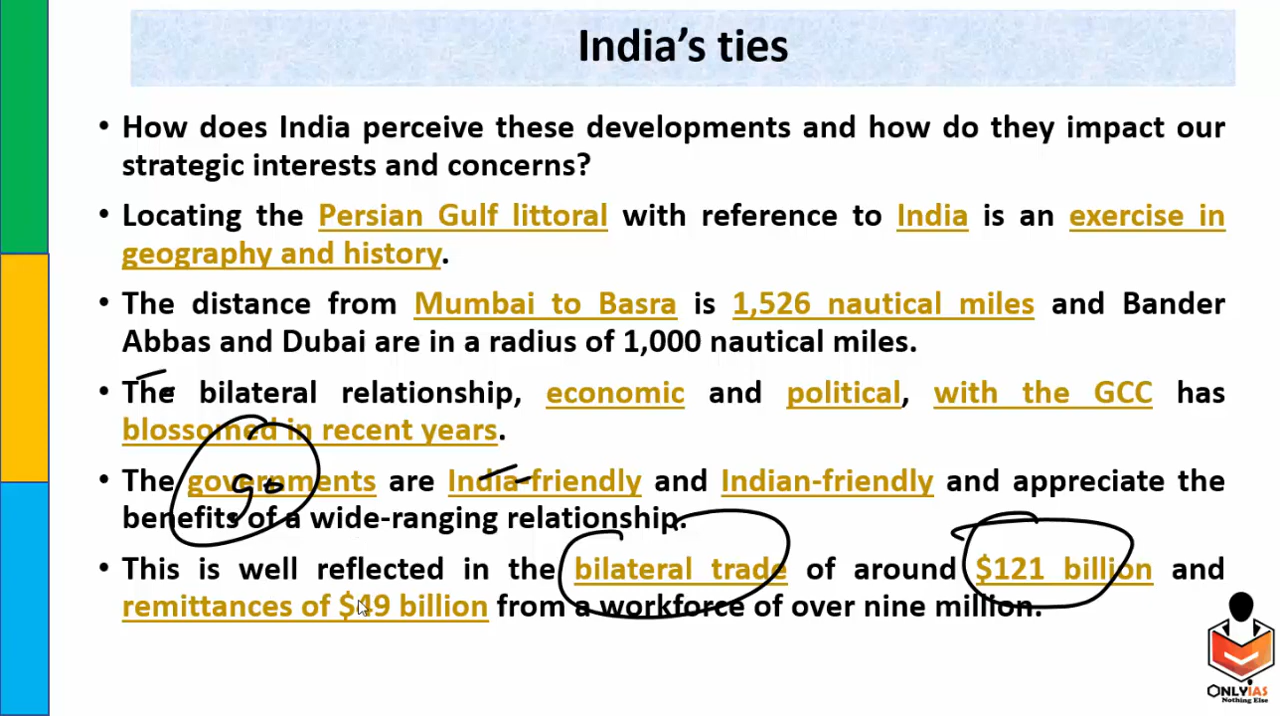 India's ties
• How does India perceive these developments and how do they impact our
strategic interests and concerns?
• Locating the Persian Gulf littoral with reference to India is an exercise in
geography and history.
• The distance from Mumbai to Basra is 1,526 nautical miles and Bander
Abbas and Dubai are in a radius of 1,000 nautical miles.
• The bilateral relationship, economic and political, with the GCC has
blossomed in recent years.
• The governments are India-friendly and Indian-friendly and appreciate the
benefits of a wide-ranging relationship.
• This is well reflected in the bilateral trade of around $121 billion and
remittances of $49 billion from a workforce of over nine million.
ONLYIAS
Nothing Else